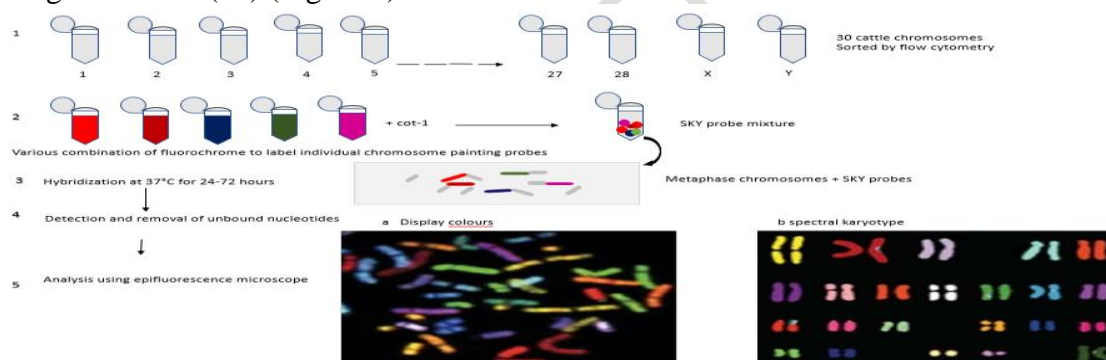 1
30 cattle chromosomes
Sorted by flow cytometry
1 2 3 4 5 27 28 X Y
2
+ cot-1
SKY probe mixture
Various combination of fluorochrome to label individual chromosome painting probes
3 Hybridization at 37°C for 24-72 hours
Metaphase chromosomes + SKY probes
4 Detection and removal of unbound nucleotides
a Display colours
b spectral karyotype
5 Analysis using epifluorescence microscope